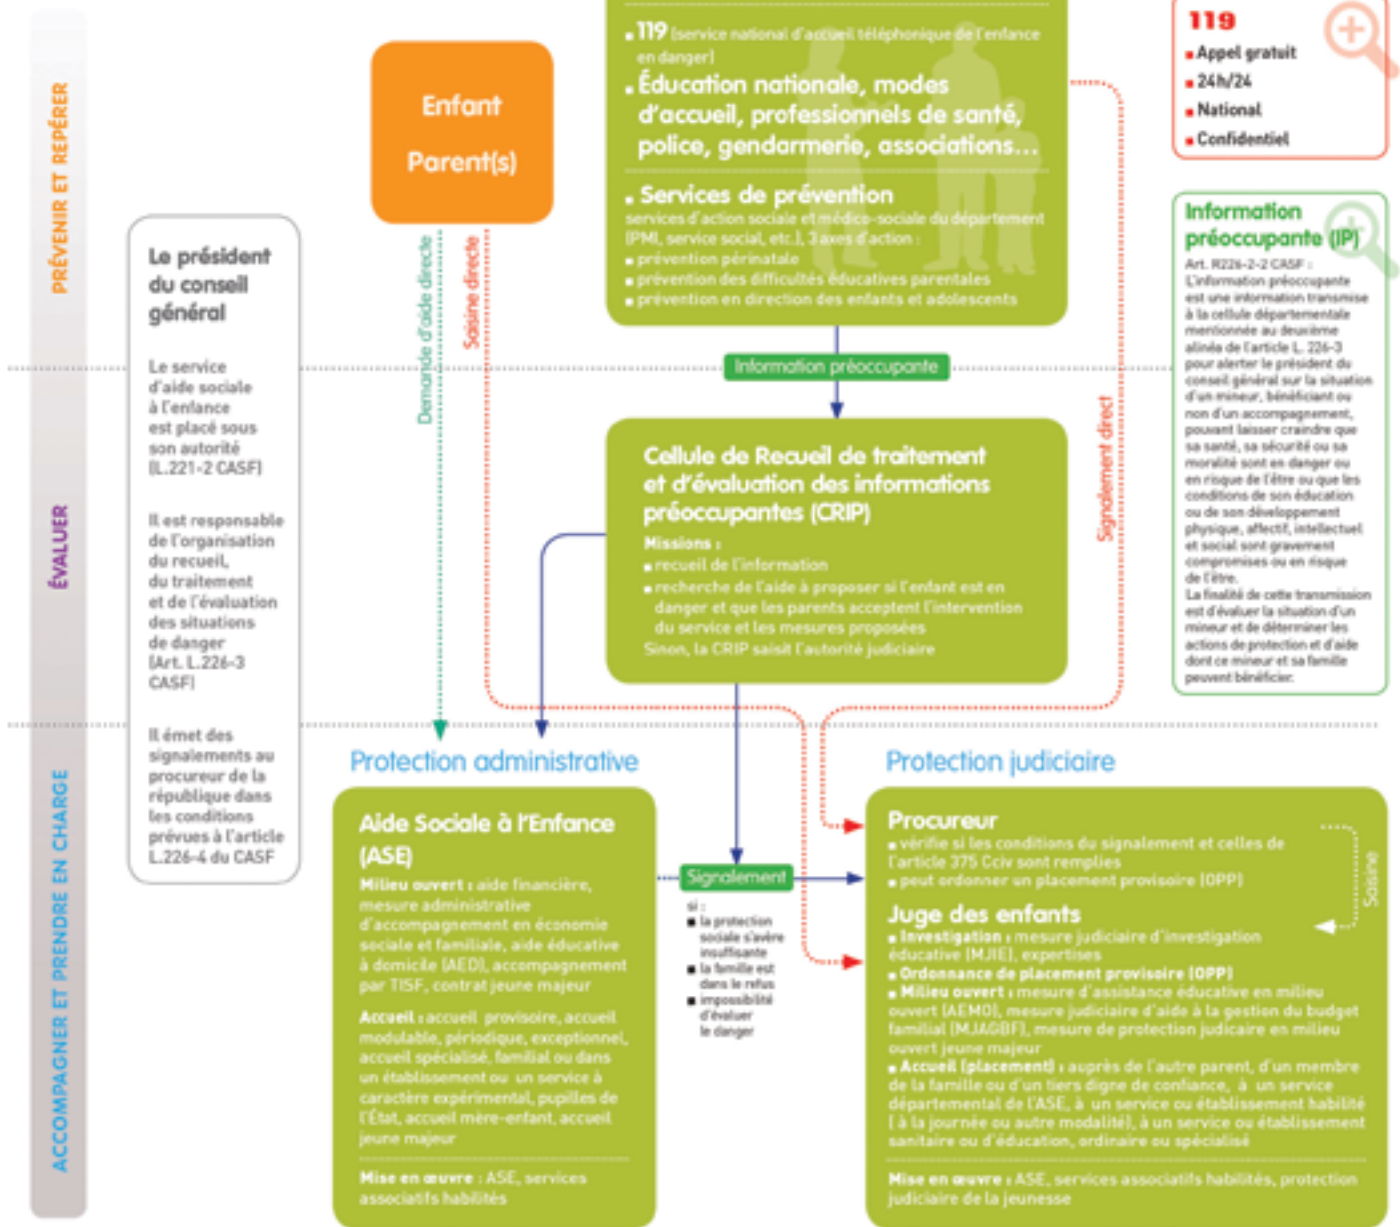 PRÉVENIR ET REPÉRER
ÉVALUER
ACCOMPAGNER ET PRENDRE EN CHARGE
Le président
du conseil
général
Le service
d'aide sociale
à l'enfance
est placé sous
son autorité
(L.221-2 CASF)
Il est responsable
de l'organisation
du recueil,
du traitement
et de l'évaluation
des situations
de danger
(Art. L.226-3
CASF)
Il émet des
signalements au
procureur de la
république dans
les conditions
prévues à l'article
L.226-4 du CASF
Enfant
Parent(s)
Demande d'aide directe
Saisine directe
119 (service national d'accueil téléphonique de l'enfance
en danger)
Éducation nationale, modes
d'accueil, professionnels de santé,
police, gendarmerie, associations...
Services de prévention
services d'action sociale et médico-sociale du département
(PMI, service social, etc.), 3 axes d'action :
prévention périnatale
prévention des difficultés éducatives parentales
prévention en direction des enfants et adolescents
Information préoccupante
Cellule de Recueil de traitement
et d'évaluation des informations
préoccupantes (CRIP)
Missions :
recueil de l'information
recherche de l'aide à proposer si l'enfant est en
danger et que les parents acceptent l'intervention
du service et les mesures proposées
Sinon, la CRIP saisit l'autorité judiciaire
Signalement direct
119
Appel gratuit
24h/24
National
Confidentiel
Information
préoccupante (IP)
Art. R226-2-2 CASF :
L'information préoccupante
est une information transmise
à la cellule départementale
mentionnée au deuxième
alinéa de l'article L. 226-3
pour alerter le président du
conseil général sur la situation
d'un mineur, bénéficiant ou
non d'un accompagnement,
pouvant laisser craindre que
sa santé, sa sécurité ou sa
moralité sont en danger ou
en risque de l'être ou que les
conditions de son éducation
ou de son développement
physique, affectif, intellectuel
et social sont gravement
compromises ou en risque
de l'être.
La finalité de cette transmission
est d'évaluer la situation d'un
mineur et de déterminer les
actions de protection et d'aide
dont ce mineur et sa famille
peuvent bénéficier.
Protection administrative
Aide Sociale à l'Enfance
(ASE)
Milieu ouvert : aide financière,
mesure administrative
d'accompagnement en économie
sociale et familiale, aide éducative
à domicile (AED), accompagnement
par TISF, contrat jeune majeur
Accueil : accueil provisoire, accueil
modulable, périodique, exceptionnel,
accueil spécialisé, familial ou dans
un établissement ou un service à
caractère expérimental, pupilles de
l'État, accueil mère-enfant, accueil
jeune majeur
Mise en œuvre : ASE, services
associatifs habilités
Signalement
si :
la protection
sociale s'avère
insuffisante
la famille est
dans le refus
impossibilité
d'évaluer
le danger
Protection judiciaire
Procureur
vérifie si les conditions du signalement et celles de
l'article 375 Cciv sont remplies
peut ordonner un placement provisoire (OPP)
Saisine
Juge des enfants
Investigation : mesure judiciaire d'investigation
éducative (MJIE), expertises
Ordonnance de placement provisoire (OPP)
Milieu ouvert : mesure d'assistance éducative en milieu
ouvert (AEMO), mesure judiciaire d'aide à la gestion du budget
familial (MJAGBF), mesure de protection judicaire en milieu
ouvert jeune majeur
Accueil (placement) : auprès de l'autre parent, d'un membre
de la famille ou d'un tiers digne de confiance, à un service
départemental de l'ASE, à un service ou établissement habilité
( à la journée ou autre modalité), à un service ou établissement
sanitaire ou d'éducation, ordinaire ou spécialisé
Mise en œuvre : ASE, services associatifs habilités, protection
judiciaire de la jeunesse